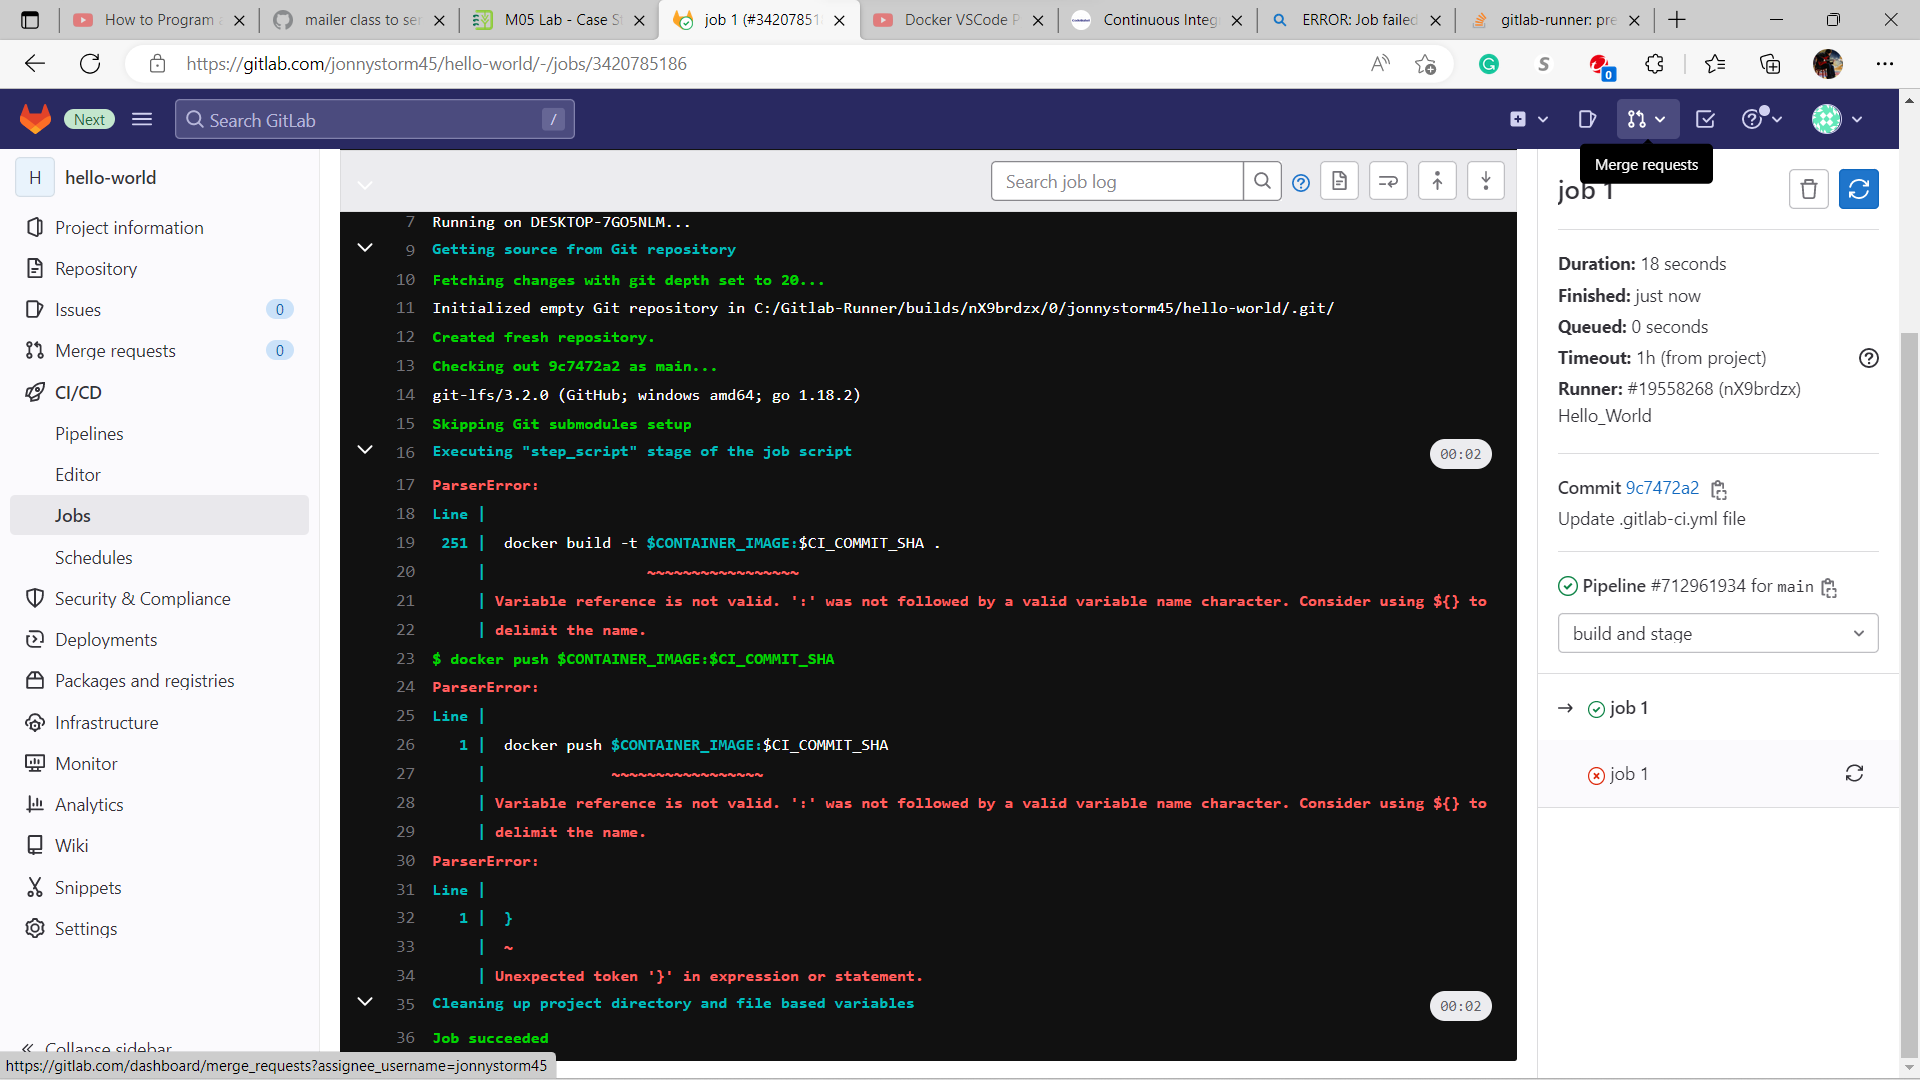 How to Program a
mailer class to ser
M05 Lab - Case St
job 1 (#342078518
Docker VSCode P
Continuous Integ
ERROR: Job failed
gitlab-runner: pre
https://gitlab.com/jonnystorm45/hello-world/-/jobs/3420785186
0
Next
Search GitLab
/
Merge requests
H
hello-world
Project information
Repository
Issues 0
Merge requests 0
CI/CD
Pipelines
Editor
Jobs
Schedules
Security & Compliance
Deployments
Packages and registries
Infrastructure
Monitor
Analytics
Wiki
Snippets
Settings
Collapse sidebar
https://gitlab.com/dashboard/merge_requests?assignee_username=jonnystorm45
Search job log
7 Running on DESKTOP-7GO5NLM...
9 Getting source from Git repository
10 Fetching changes with git depth set to 20...
11 Initialized empty Git repository in C:/Gitlab-Runner/builds/nX9brdzx/0/jonnystorm45/hello-world/.git/
12 Created fresh repository.
13 Checking out 9c7472a2 as main...
14 git-lfs/3.2.0 (GitHub; windows amd64; go 1.18.2)
15 Skipping Git submodules setup
16 Executing "step_script" stage of the job script 00:02
17 ParserError:
18 Line |
19 251 | docker build -t $CONTAINER_IMAGE:$CI_COMMIT_SHA .
20 | ~~~~~~~~~~~~~~~~~
21 | Variable reference is not valid. ':' was not followed by a valid variable name character. Consider using ${} to
22 | delimit the name.
23 $ docker push $CONTAINER_IMAGE:$CI_COMMIT_SHA
24 ParserError:
25 Line |
26 1 | docker push $CONTAINER_IMAGE:$CI_COMMIT_SHA
27 | ~~~~~~~~~~~~~~~~~
28 | Variable reference is not valid. ':' was not followed by a valid variable name character. Consider using ${} to
29 | delimit the name.
30 ParserError:
31 Line |
32 1 | }
33 | ~
34 | Unexpected token '}' in expression or statement.
35 Cleaning up project directory and file based variables 00:02
36 Job succeeded
job 1
Duration: 18 seconds
Finished: just now
Queued: 0 seconds
Timeout: 1h (from project)
Runner: #19558268 (nX9brdzx)
Hello_World
Commit 9c7472a2
Update .gitlab-ci.yml file
Pipeline #712961934 for main
build and stage
→ job 1
job 1